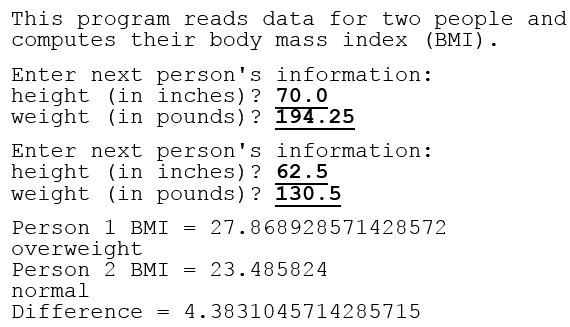 This program reads data for two people and
computes their body mass index (BMI).
Enter next person's information:
height (in inches)? 70.0
weight (in pounds)? 194.25
Enter next person's information:
height (in inches)? 62.5
weight (in pounds)? 130.5
Person 1 BMI = 27.868928571428572
overweight
Person 2 BMI = 23.485824
normal
Difference = 4.3831045714285715